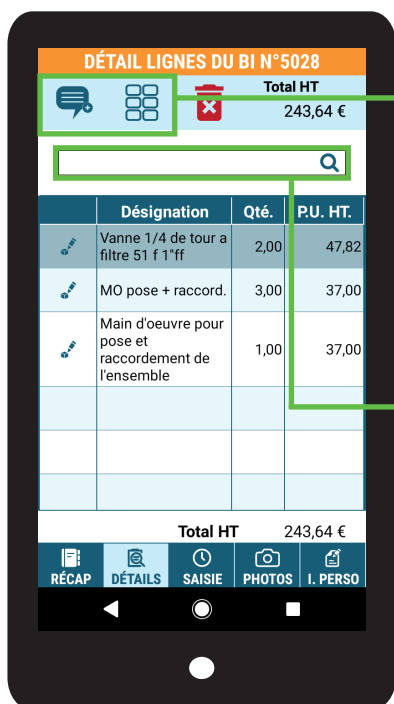 DÉTAIL LIGNES DU BI N°5028
Total HT
243,64 €
Désignation Qté. P.U. HT.
Vanne 1/4 de tour a
filtre 51 f 1"ff 2,00 47,82
MO pose + raccord. 3,00 37,00
Main d'oeuvre pour
pose et
raccordement de
l'ensemble 1,00 37,00
Total HT 243,64 €
RÉCAP DÉTAILS SAISIE PHOTOS I. PERSO